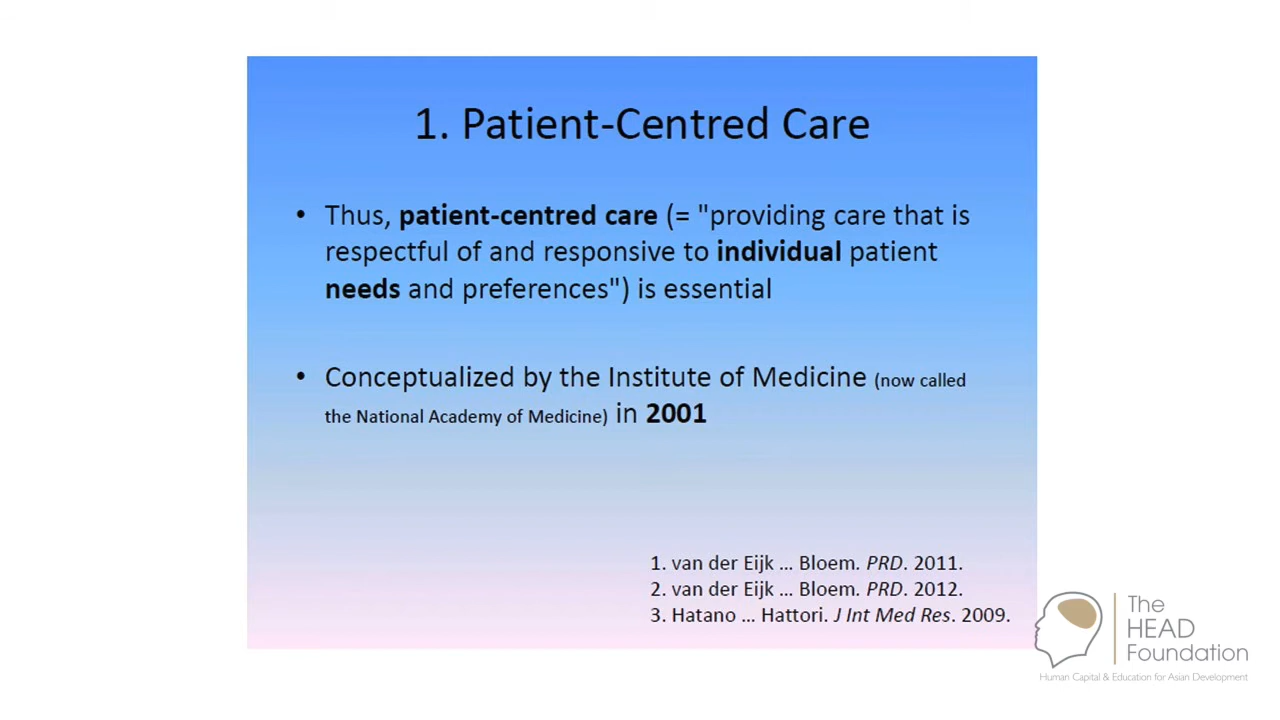 1. Patient-Centred Care
• Thus, patient-centred care (= "providing care that is
respectful of and responsive to individual patient
needs and preferences") is essential
• Conceptualized by the Institute of Medicine (now called
the National Academy of Medicine) in 2001
1. van der Eijk ... Bloem. PRD. 2011.
2. van der Eijk ... Bloem. PRD. 2012.
3. Hatano ... Hattori. J Int Med Res. 2009.
The
HEAD
Foundation
Human Capital & Education for Asian Development